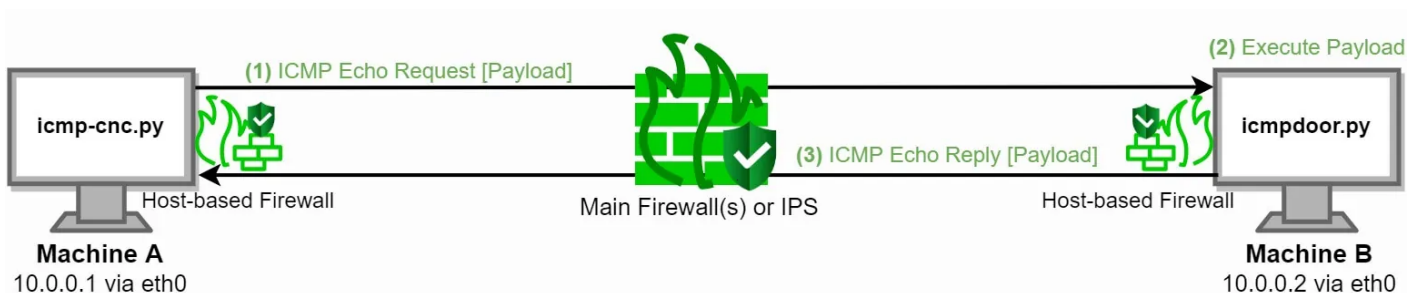 (2) Execute Payload
(1) ICMP Echo Request [Payload]
icmp-cnc.py
icmpdoor.py
(3) ICMP Echo Reply [Payload]
Host-based Firewall
Main Firewall(s) or IPS
Host-based Firewall
Machine A
10.0.0.1 via eth0
Machine B
10.0.0.2 via eth0